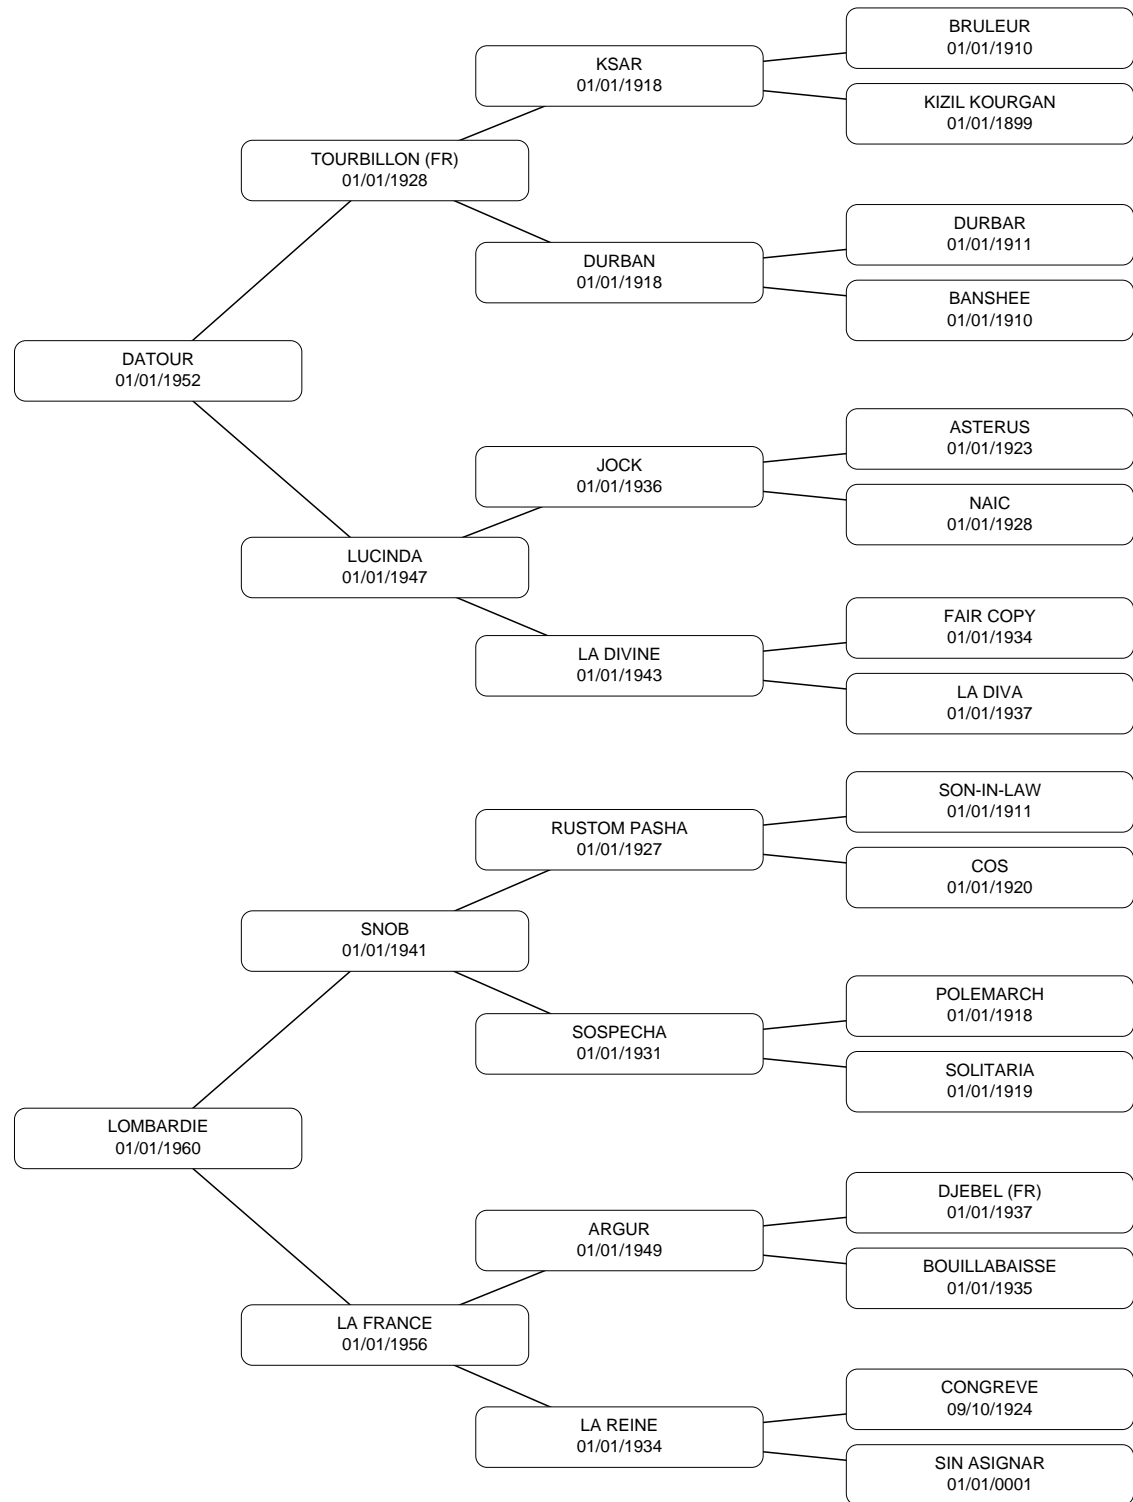 BRULEUR
01/01/1910
KSAR
01/01/1918
KIZIL KOURGAN
01/01/1899
TOURBILLON (FR)
01/01/1928
DURBAR
01/01/1911
DURBAN
01/01/1918
BANSHEE
01/01/1910
DATOUR
01/01/1952
ASTERUS
01/01/1923
JOCK
01/01/1936
NAIC
01/01/1928
LUCINDA
01/01/1947
FAIR COPY
01/01/1934
LA DIVINE
01/01/1943
LA DIVA
01/01/1937
SON-IN-LAW
01/01/1911
RUSTOM PASHA
01/01/1927
COS
01/01/1920
SNOB
01/01/1941
POLEMARCH
01/01/1918
SOSPECHA
01/01/1931
SOLITARIA
01/01/1919
LOMBARDIE
01/01/1960
DJEBEL (FR)
01/01/1937
ARGUR
01/01/1949
BOUILLABAISSE
01/01/1935
LA FRANCE
01/01/1956
CONGREVE
09/10/1924
LA REINE
01/01/1934
SIN ASIGNAR
01/01/0001